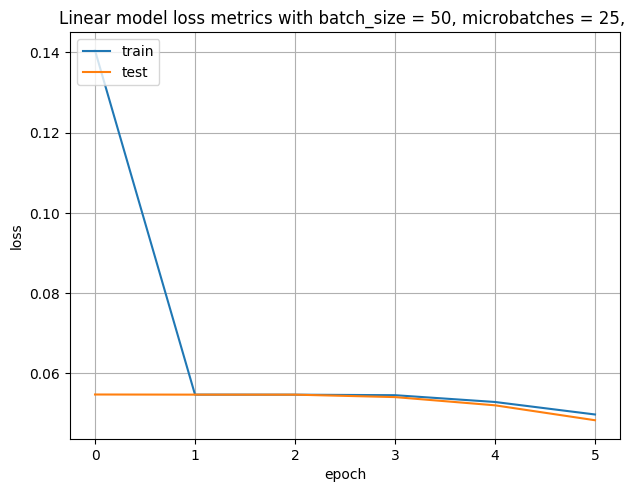 Linear model loss metrics with batch_size = 50, microbatches = 25,
train
test
0.14
0.12
0.10
0.08
0.06
loss
0 1 2 3 4 5
epoch